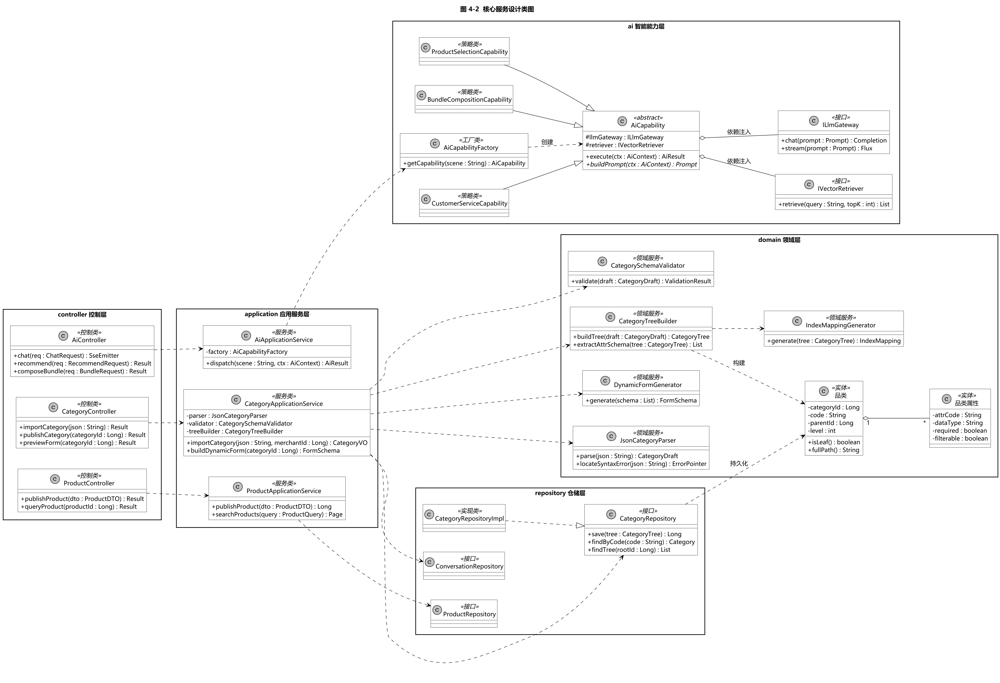 图 4-2 核心服务设计类图
ai 智能能力层
C
«策略类»
ProductSelectionCapability
C
«策略类»
BundleCompositionCapability
C
«工厂类»
AiCapabilityFactory
+getCapability(scene : String) : AiCapability
C
«策略类»
CustomerServiceCapability
创建
C
«abstract»
AiCapability
#llmGateway : ILlmGateway
#retriever : IVectorRetriever
+execute(ctx : AiContext) : AiResult
+buildPrompt(ctx : AiContext) : Prompt
依赖注入
依赖注入
C
«接口»
ILlmGateway
+chat(prompt : Prompt) : Completion
+stream(prompt : Prompt) : Flux
C
«接口»
IVectorRetriever
+retrieve(query : String, topK : int) : List
controller 控制层
C
«控制类»
AiController
+chat(req : ChatRequest) : SseEmitter
+recommend(req : RecommendRequest) : Result
+composeBundle(req : BundleRequest) : Result
C
«控制类»
CategoryController
+importCategory(json : String) : Result
+publishCategory(categoryId : Long) : Result
+previewForm(categoryId : Long) : Result
C
«控制类»
ProductController
+publishProduct(dto : ProductDTO) : Result
+queryProduct(productId : Long) : Result
application 应用服务层
C
«服务类»
AiApplicationService
-factory : AiCapabilityFactory
+dispatch(scene : String, ctx : AiContext) : AiResult
C
«服务类»
CategoryApplicationService
-parser : JsonCategoryParser
-validator : CategorySchemaValidator
-treeBuilder : CategoryTreeBuilder
+importCategory(json : String, merchantId : Long) : CategoryVO
+buildDynamicForm(categoryId : Long) : FormSchema
C
«服务类»
ProductApplicationService
+publishProduct(dto : ProductDTO) : Long
+searchProducts(query : ProductQuery) : Page
domain 领域层
C
«领域服务»
CategorySchemaValidator
+validate(draft : CategoryDraft) : ValidationResult
C
«领域服务»
CategoryTreeBuilder
+buildTree(draft : CategoryDraft) : CategoryTree
+extractAttrSchema(tree : CategoryTree) : List
C
«领域服务»
DynamicFormGenerator
+generate(schema : List) : FormSchema
C
«领域服务»
JsonCategoryParser
+parse(json : String) : CategoryDraft
+locateSyntaxError(json : String) : ErrorPointer
C
«领域服务»
IndexMappingGenerator
+generate(tree : CategoryTree) : IndexMapping
构建
C
«实体»
品类
-categoryId : Long
-code : String
-parentId : Long
-level : int
+isLeaf() : boolean
+fullPath() : String
1
*
C
«实体»
品类属性
-attrCode : String
-dataType : String
-required : boolean
-filterable : boolean
持久化
repository 仓储层
C
«实现类»
CategoryRepositoryImpl
C
«接口»
ConversationRepository
C
«接口»
ProductRepository
C
«接口»
CategoryRepository
+save(tree : CategoryTree) : Long
+findByCode(code : String) : Category
+findTree(rootId : Long) : List